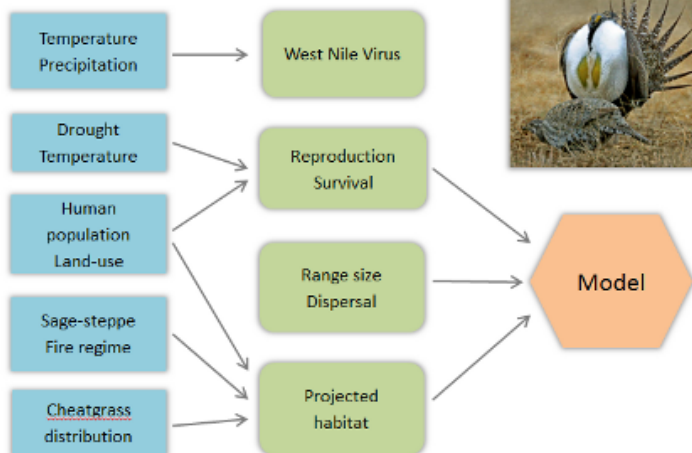 Temperature
Precipitation
West Nile Virus
Drought
Temperature
Reproduction
Survival
Human
population
Land-use
Range size
Dispersal
Model
Sage-steppe
Fire regime
Projected
habitat
Cheatgrass
distribution